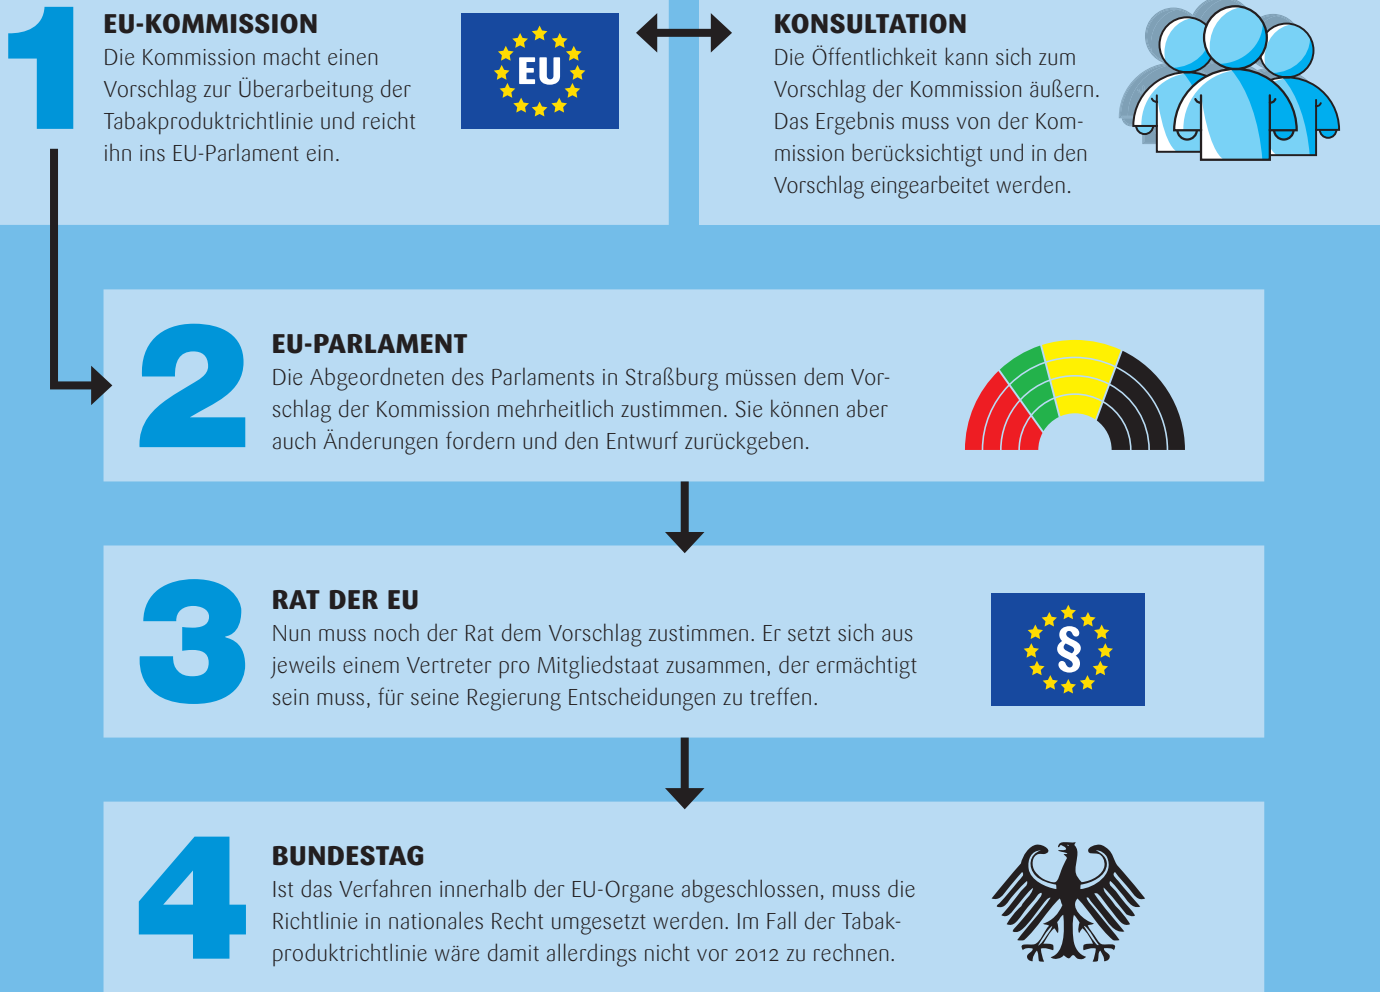 1
EU-KOMMISSION
Die Kommission macht einen
Vorschlag zur Überarbeitung der
Tabakproduktrichtlinie und reicht
ihn ins EU-Parlament ein.
EU
KONSULTATION
Die Öffentlichkeit kann sich zum
Vorschlag der Kommission äußern.
Das Ergebnis muss von der Kom-
mission berücksichtigt und in den
Vorschlag eingearbeitet werden.
2
EU-PARLAMENT
Die Abgeordneten des Parlaments in Straßburg müssen dem Vor-
schlag der Kommission mehrheitlich zustimmen. Sie können aber
auch Änderungen fordern und den Entwurf zurückgeben.
3
RAT DER EU
Nun muss noch der Rat dem Vorschlag zustimmen. Er setzt sich aus
jeweils einem Vertreter pro Mitgliedstaat zusammen, der ermächtigt
sein muss, für seine Regierung Entscheidungen zu treffen.
§
4
BUNDESTAG
Ist das Verfahren innerhalb der EU-Organe abgeschlossen, muss die
Richtlinie in nationales Recht umgesetzt werden. Im Fall der Tabak-
produktrichtlinie wäre damit allerdings nicht vor 2012 zu rechnen.